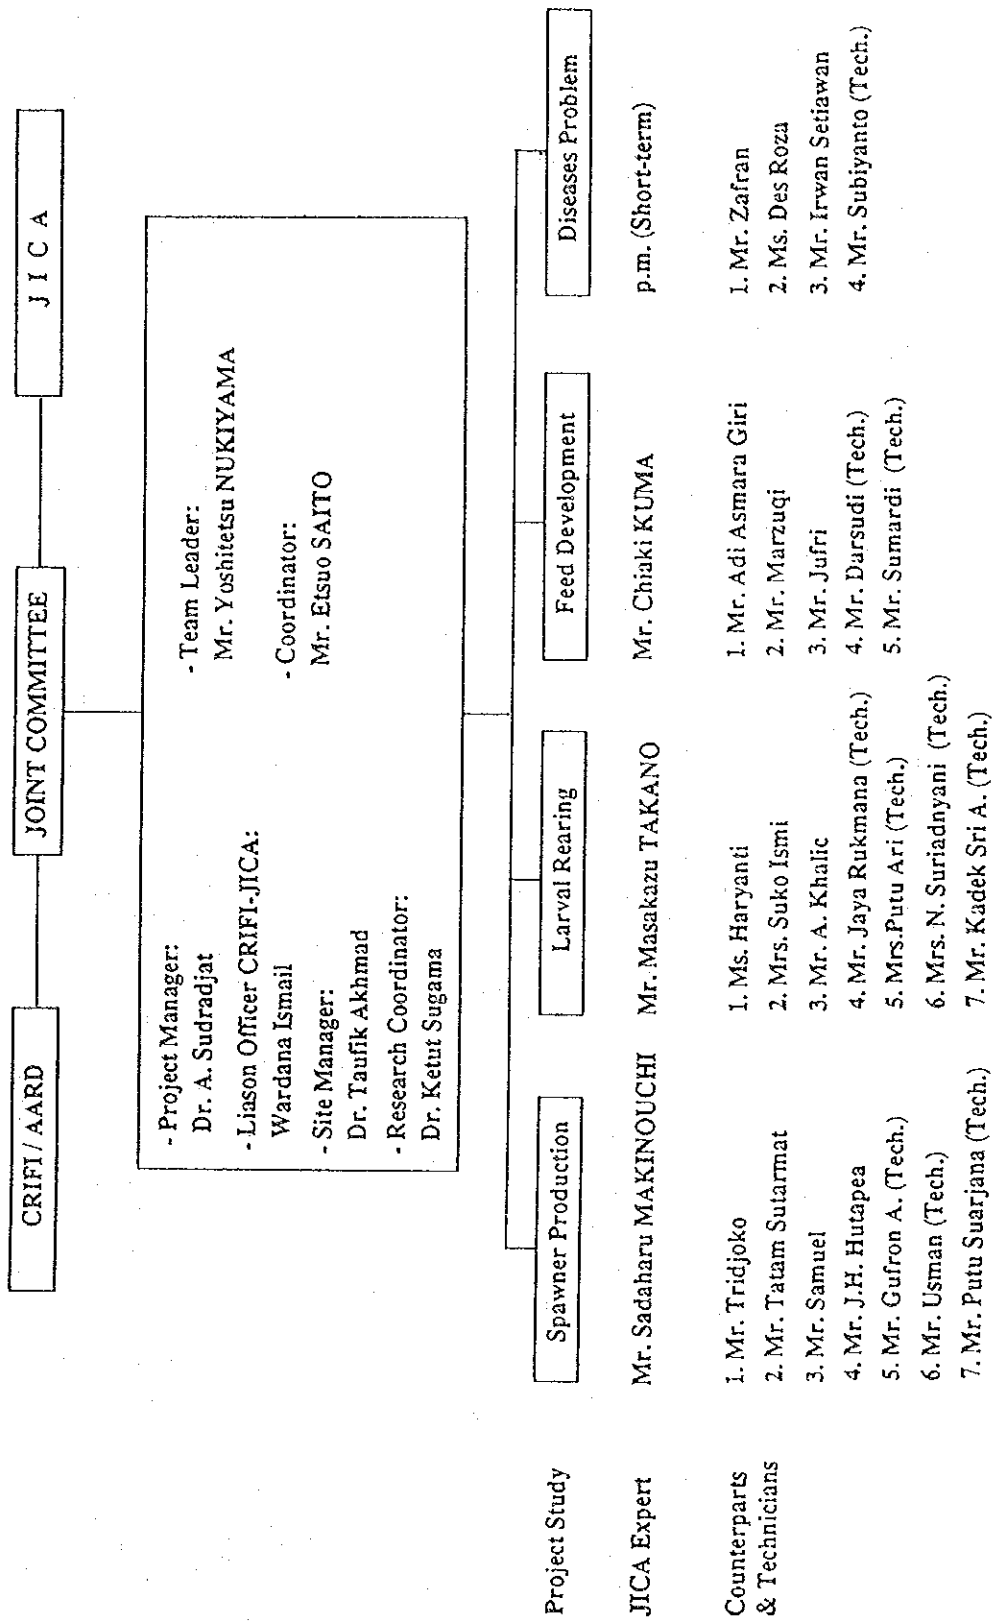 CRIFI / AARD
JOINT COMMITTEE
J I C A
- Project Manager:
Dr. A. Sudradjat
- Liason Officer CRIFI-JICA:
Wardana Ismail
- Site Manager:
Dr. Taufik Akhmad
- Research Coordinator:
Dr. Ketut Sugama
- Team Leader:
Mr. Yoshitetsu NUKIYAMA
- Coordinator:
Mr. Etsuo SAITO
Project Study
Spawner Production
Larval Rearing
Feed Development
Diseases Problem
JICA Expert
Mr. Sadaharu MAKINOUCHI
Mr. Masakazu TAKANO
Mr. Chiaki KUMA
p.m. (Short-term)
Counterparts
& Technicians
1. Mr. Tridjoko
2. Mr. Tatam Sutarmat
3. Mr. Samuel
4. Mr. J.H. Hutapea
5. Mr. Gufron A. (Tech.)
6. Mr. Usman (Tech.)
7. Mr. Putu Suarjana (Tech.)
1. Ms. Haryanti
2. Mrs. Suko Ismi
3. Mr. A. Khalic
4. Mr. Jaya Rukmana (Tech.)
5. Mrs.Putu Ari (Tech.)
6. Mrs. N. Suriadnyani (Tech.)
7. Mr. Kadek Sri A. (Tech.)
1. Mr. Adi Asmara Giri
2. Mr. Marzuqi
3. Mr. Jufri
4. Mr. Darsudi (Tech.)
5. Mr. Sumardi (Tech.)
1. Mr. Zafran
2. Ms. Des Roza
3. Mr. Irwan Setiawan
4. Mr. Subiyanto (Tech.)